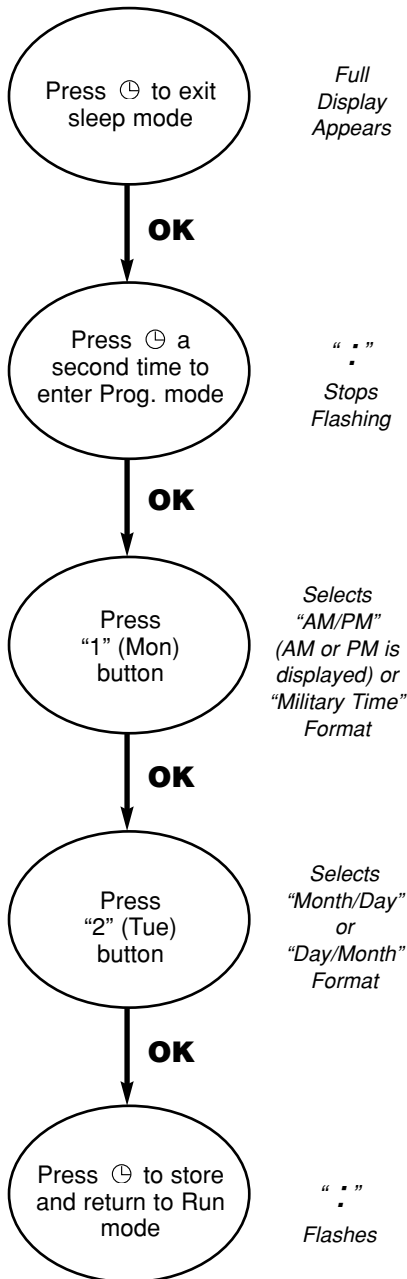 Press 🕒 to exit
sleep mode
Full
Display
Appears
OK
Press 🕒 a
second time to
enter Prog. mode
“ : ”
Stops
Flashing
OK
Press
“1” (Mon)
button
Selects
“AM/PM”
(AM or PM is
displayed) or
“Military Time”
Format
OK
Press
“2” (Tue)
button
Selects
“Month/Day”
or
“Day/Month”
Format
OK
Press 🕒 to store
and return to Run
mode
“ : ”
Flashes